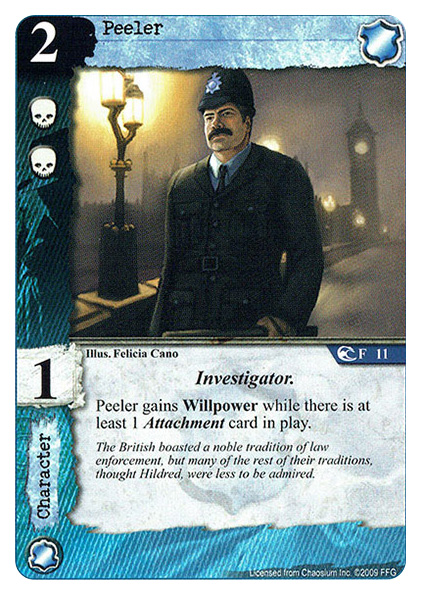 2
Peeler
Illus. Felicia Cano
F 11
1
Investigator.
Peeler gains Willpower while there is at
least 1 Attachment card in play.
The British boasted a noble tradition of law
enforcement, but many of the rest of their traditions,
thought Hildred, were less to be admired.
Character
Licensed from Chaosium Inc. ©2009 FFG